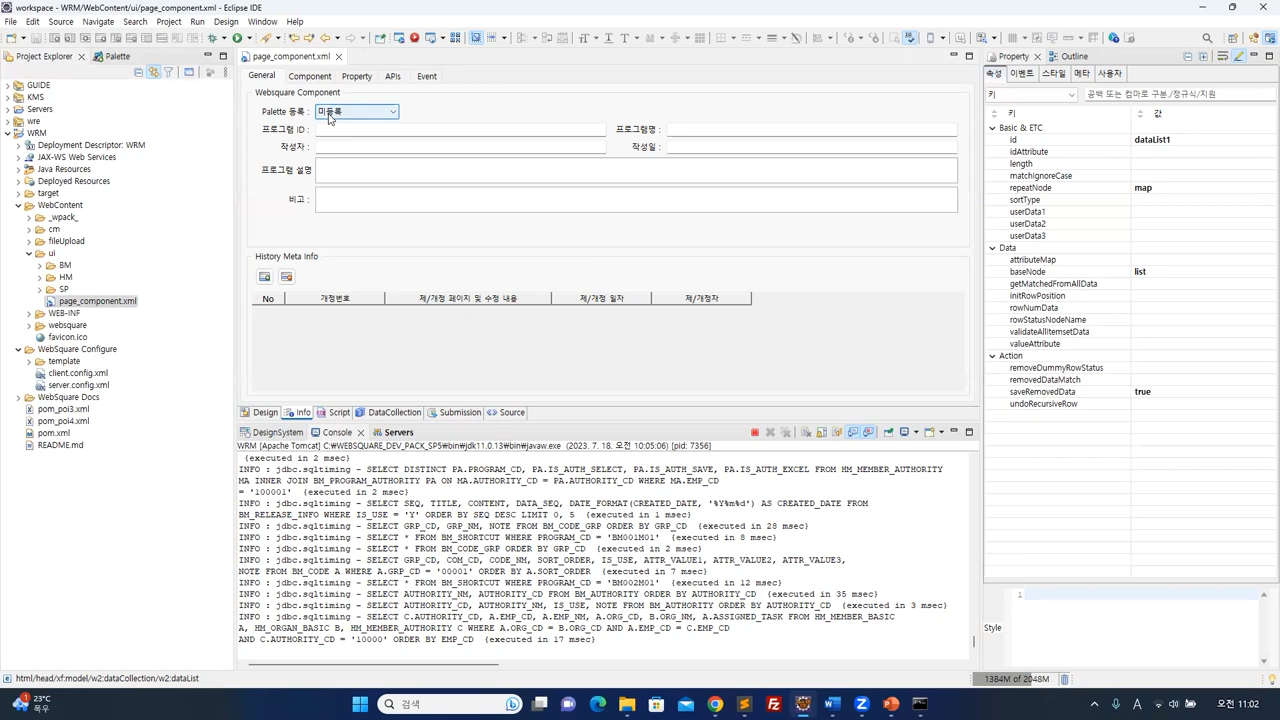 workspace - WRM/WebContent/ui/page_component.xml - Eclipse IDE
File Edit Source Navigate Search Project Run Design Window Help
Project Explorer Palette
GUIDE
KMS
Servers
wre
WRM
Deployment Descriptor: WRM
JAX-WS Web Services
Java Resources
Deployed Resources
target
WebContent
_wpack_
cm
fileUpload
ui
BM
HM
SP
page_component.xml
WEB-INF
websquare
favicon.ico
WebSquare Configure
template
client.config.xml
server.config.xml
WebSquare Docs
pom_poi3.xml
pom_poi4.xml
pom.xml
README.md
page_component.xml
General Component Property APIs Event
Websquare Component
Palette 등록 : 미등록
프로그램 ID : 프로그램명 :
작성자 : 작성일 :
프로그램 설명
비고 :
History Meta Info
No 개정번호 제/개정 페이지 및 수정 내용 제/개정 일자 제/개정자
Design Info Script DataCollection Submission Source
DesignSystem Console Servers
WRM [Apache Tomcat] C:₩WEBSQUARE_DEV_PACK_SP5₩bin₩jdk11.0.13₩bin₩javaw.exe (2023. 7. 18. 오전 10:05:06) [pid: 7356]
(executed in 2 msec)
INFO : jdbc.sqltiming - SELECT DISTINCT PA.PROGRAM_CD, PA.IS_AUTH_SELECT, PA.IS_AUTH_SAVE, PA.IS_AUTH_EXCEL FROM HM_MEMBER_AUTHORITY
MA INNER JOIN BM_PROGRAM_AUTHORITY PA ON MA.AUTHORITY_CD = PA.AUTHORITY_CD WHERE MA.EMP_CD
= '100001' (executed in 2 msec)
INFO : jdbc.sqltiming - SELECT SEQ, TITLE, CONTENT, DATA_SEQ, DATE_FORMAT(CREATED_DATE, '%Y%m%d') AS CREATED_DATE FROM
BM_RELEASE_INFO WHERE IS_USE = 'Y' ORDER BY SEQ DESC LIMIT 0, 5 (executed in 1 msec)
INFO : jdbc.sqltiming - SELECT GRP_CD, GRP_NM, NOTE FROM BM_CODE_GRP ORDER BY GRP_CD (executed in 28 msec)
INFO : jdbc.sqltiming - SELECT * FROM BM_SHORTCUT WHERE PROGRAM_CD = 'BM001M01' (executed in 8 msec)
INFO : jdbc.sqltiming - SELECT * FROM BM_CODE_GRP ORDER BY GRP_CD (executed in 2 msec)
INFO : jdbc.sqltiming - SELECT GRP_CD, COM_CD, CODE_NM, SORT_ORDER, IS_USE, ATTR_VALUE1, ATTR_VALUE2, ATTR_VALUE3,
NOTE FROM BM_CODE A WHERE A.GRP_CD = '00001' ORDER BY A.SORT_ORDER (executed in 7 msec)
INFO : jdbc.sqltiming - SELECT * FROM BM_SHORTCUT WHERE PROGRAM_CD = 'BM002M01' (executed in 12 msec)
INFO : jdbc.sqltiming - SELECT AUTHORITY_NM, AUTHORITY_CD FROM BM_AUTHORITY ORDER BY AUTHORITY_CD (executed in 35 msec)
INFO : jdbc.sqltiming - SELECT AUTHORITY_CD, AUTHORITY_NM, IS_USE, NOTE FROM BM_AUTHORITY ORDER BY AUTHORITY_CD (executed in 3 msec)
INFO : jdbc.sqltiming - SELECT C.AUTHORITY_CD, A.EMP_CD, A.EMP_NM, A.ORG_CD, B.ORG_NM, A.ASSIGNED_TASK FROM HM_MEMBER_BASIC
A, HM_ORGAN_BASIC B, HM_MEMBER_AUTHORITY C WHERE A.ORG_CD = B.ORG_CD AND A.EMP_CD = C.EMP_CD
AND C.AUTHORITY_CD = '10000' ORDER BY EMP_CD (executed in 17 msec)
Property Outline
속성 이벤트 스타일 메타 사용자
키 공백 또는 컴마로 구분./정규식/지원
키 값
Basic & ETC
id dataList1
idAttribute
length
matchIgnoreCase
repeatNode map
sortType
userData1
userData2
userData3
Data
attributeMap
baseNode list
getMatchedFromAllData
initRowPosition
rowNumData
rowStatusNodeName
validateAllItemsetData
valueAttribute
Action
removeDummyRowStatus
removedDataMatch
saveRemovedData true
undoRecursiveRow
1
Style
html/head/xf:model/w2:dataCollection/w2:dataList
1384M of 2048M
1
23°C
폭우
검색
A
오전 11:02